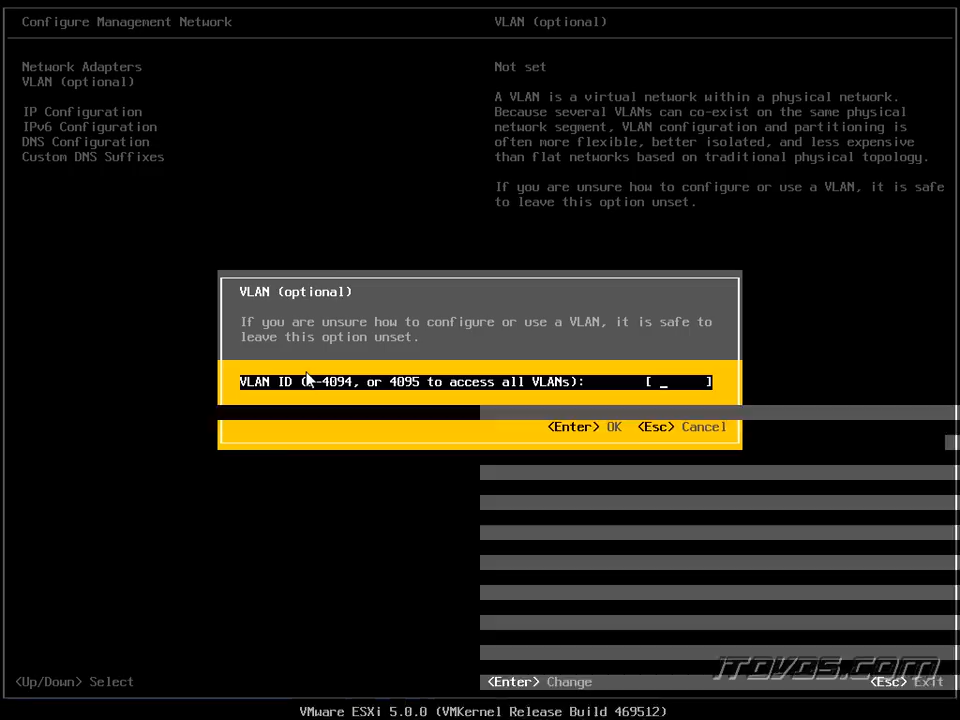 Configure Management Network
VLAN (optional)
Network Adapters
VLAN (optional)
IP Configuration
IPv6 Configuration
DNS Configuration
Custom DNS Suffixes
Not set
A VLAN is a virtual network within a physical network.
Because several VLANs can co-exist on the same physical
network segment, VLAN configuration and partitioning is
often more flexible, better isolated, and less expensive
than flat networks based on traditional physical topology.
If you are unsure how to configure or use a VLAN, it is safe
to leave this option unset.
VLAN (optional)
If you are unsure how to configure or use a VLAN, it is safe to
leave this option unset.
VLAN ID ( -4094, or 4095 to access all VLANs): [ _ ]
<Enter> OK <Esc> Cancel
<Up/Down> Select
<Enter> Change
<Esc> Exit
ITDVDS.COM
VMware ESXi 5.0.0 (VMKernel Release Build 469512)